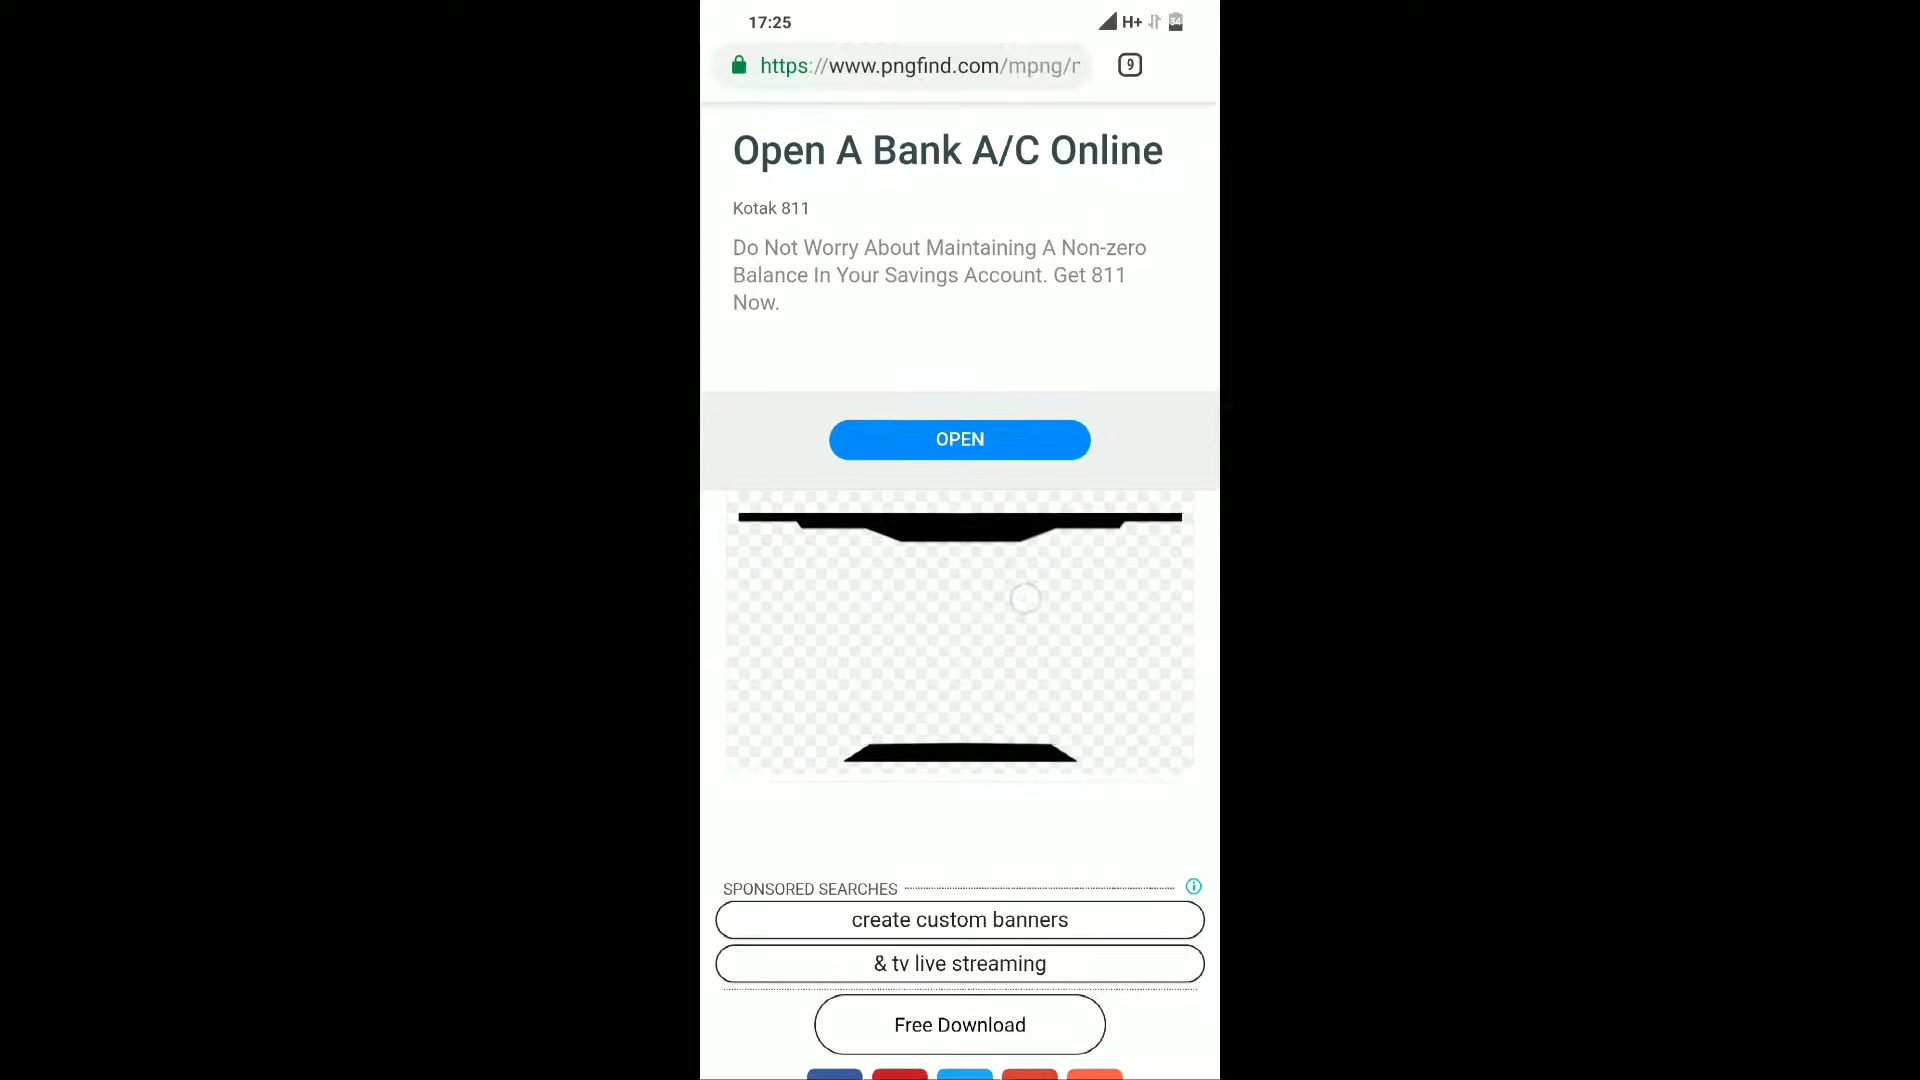 17:25
H+
34
https://www.pngfind.com/mpng/r
9
Open A Bank A/C Online
Kotak 811
Do Not Worry About Maintaining A Non-zero
Balance In Your Savings Account. Get 811
Now.
OPEN
SPONSORED SEARCHES
create custom banners
& tv live streaming
Free Download